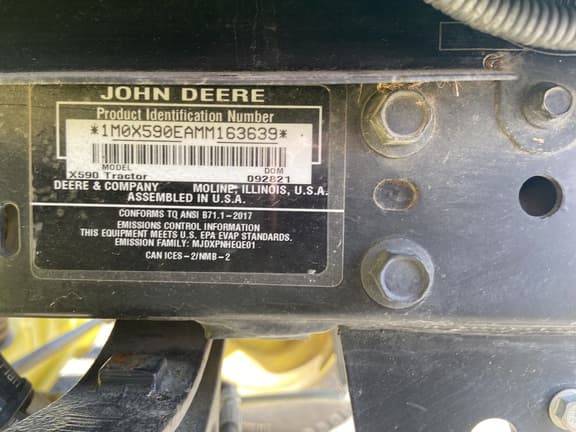 JOHN DEERE
Product Identification Number
*1M0X590EAMM163639*
MODEL DOM
X590 Tractor 092821
DEERE & COMPANY MOLINE, ILLINOIS, U.S.A.
ASSEMBLED IN U.S.A.
CONFORMS TO ANSI B71.1-2017
EMISSIONS CONTROL INFORMATION
THIS EQUIPMENT MEETS U.S. EPA EVAP STANDARDS.
EMISSION FAMILY: MJDXPNHEQE01
CAN ICES-2/NMB-2